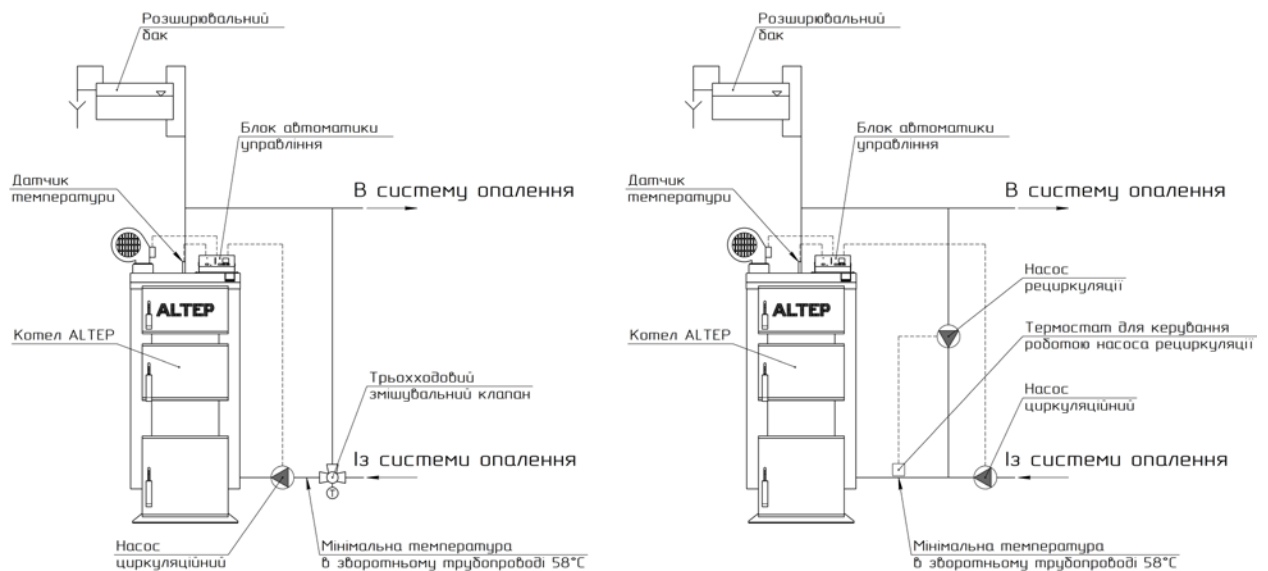 Розширювальний
бак
Блок автоматики
управління
Датчик
температури
В систему опалення
ALTEP
Котел ALTEP
Трьохходовий
змішувальний клапан
Із системи опалення
T
Насос
циркуляційний
Мінімальна температура
в зворотньому трубопроводі 58°С
Розширювальний
бак
Блок автоматики
управління
Датчик
температури
В систему опалення
ALTEP
Котел ALTEP
Насос
рециркуляції
Термостат для керування
роботою насоса рециркуляції
Насос
циркуляційний
Із системи опалення
Мінімальна температура
в зворотньому трубопроводі 58°С